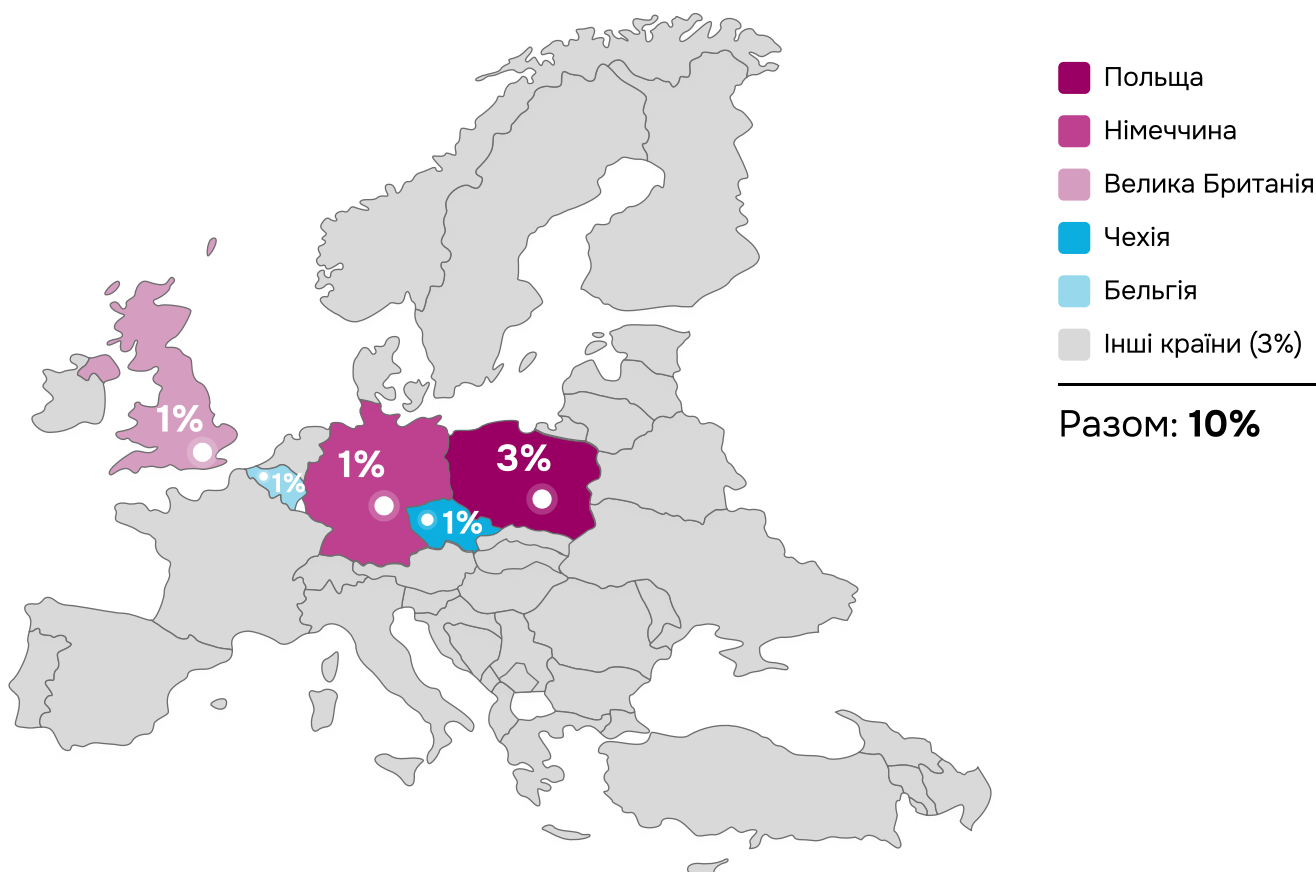 Польща
Німеччина
Велика Британія
Чехія
Бельгія
Інші країни (3%)
Разом: 10%
1%
1%
3%
1%
1%